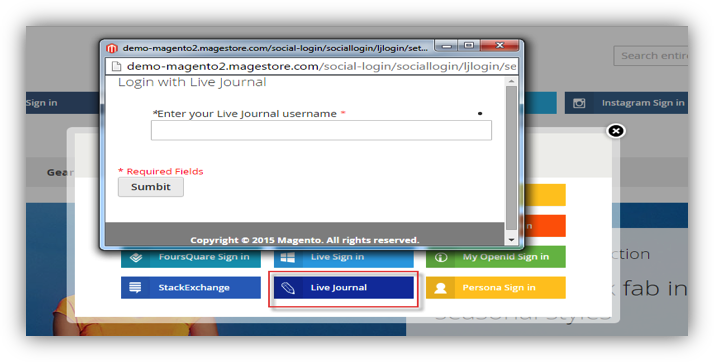 demo-magento2.magestore.com/social-login/sociallogin/ljlogin/set...
demo-magento2.magestore.com/social-login/sociallogin/ljlogin/se
Login with Live Journal
*Enter your Live Journal username *
* Required Fields
Sumbit
Copyright © 2015 Magento. All rights reserved.
Search entire
Sign in
Instagram Sign in
Gear
FoursQuare Sign in
Live Sign in
My OpenId Sign in
StackExchange
Live Journal
Persona Sign in
fab in
seasonal styles